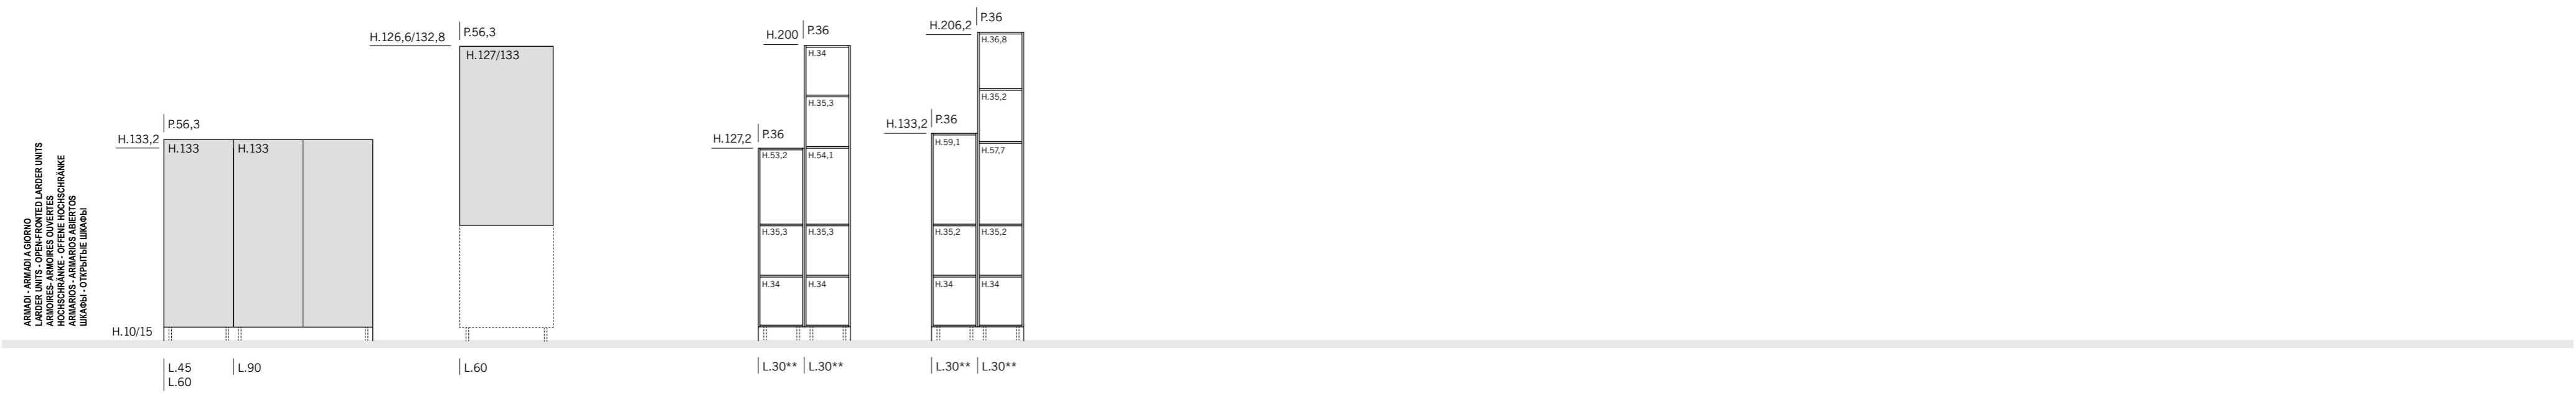 ARMADI - ARMADI A GIORNO
LARDER UNITS - OPEN-FRONTED LARDER UNITS
ARMOIRES- ARMOIRES OUVERTES
HOCHSCHRÄNKE - OFFENE HOCHSCHRÄNKE
ARMARIOS - ARMARIOS ABIERTOS
ШКАФЫ - ОТКРЫТЫЕ ШКАФЫ
H.133,2
P.56,3
H.133
H.133
H.10/15
L.45
L.60
L.90
H.126,6/132,8
P.56,3
H.127/133
L.60
H.127,2
P.36
H.53,2
H.35,3
H.34
L.30**
H.200
P.36
H.34
H.35,3
H.54,1
H.35,3
H.34
L.30**
H.133,2
P.36
H.59,1
H.35,2
H.34
L.30**
H.206,2
P.36
H.36,8
H.35,2
H.57,7
H.35,2
H.34
L.30**